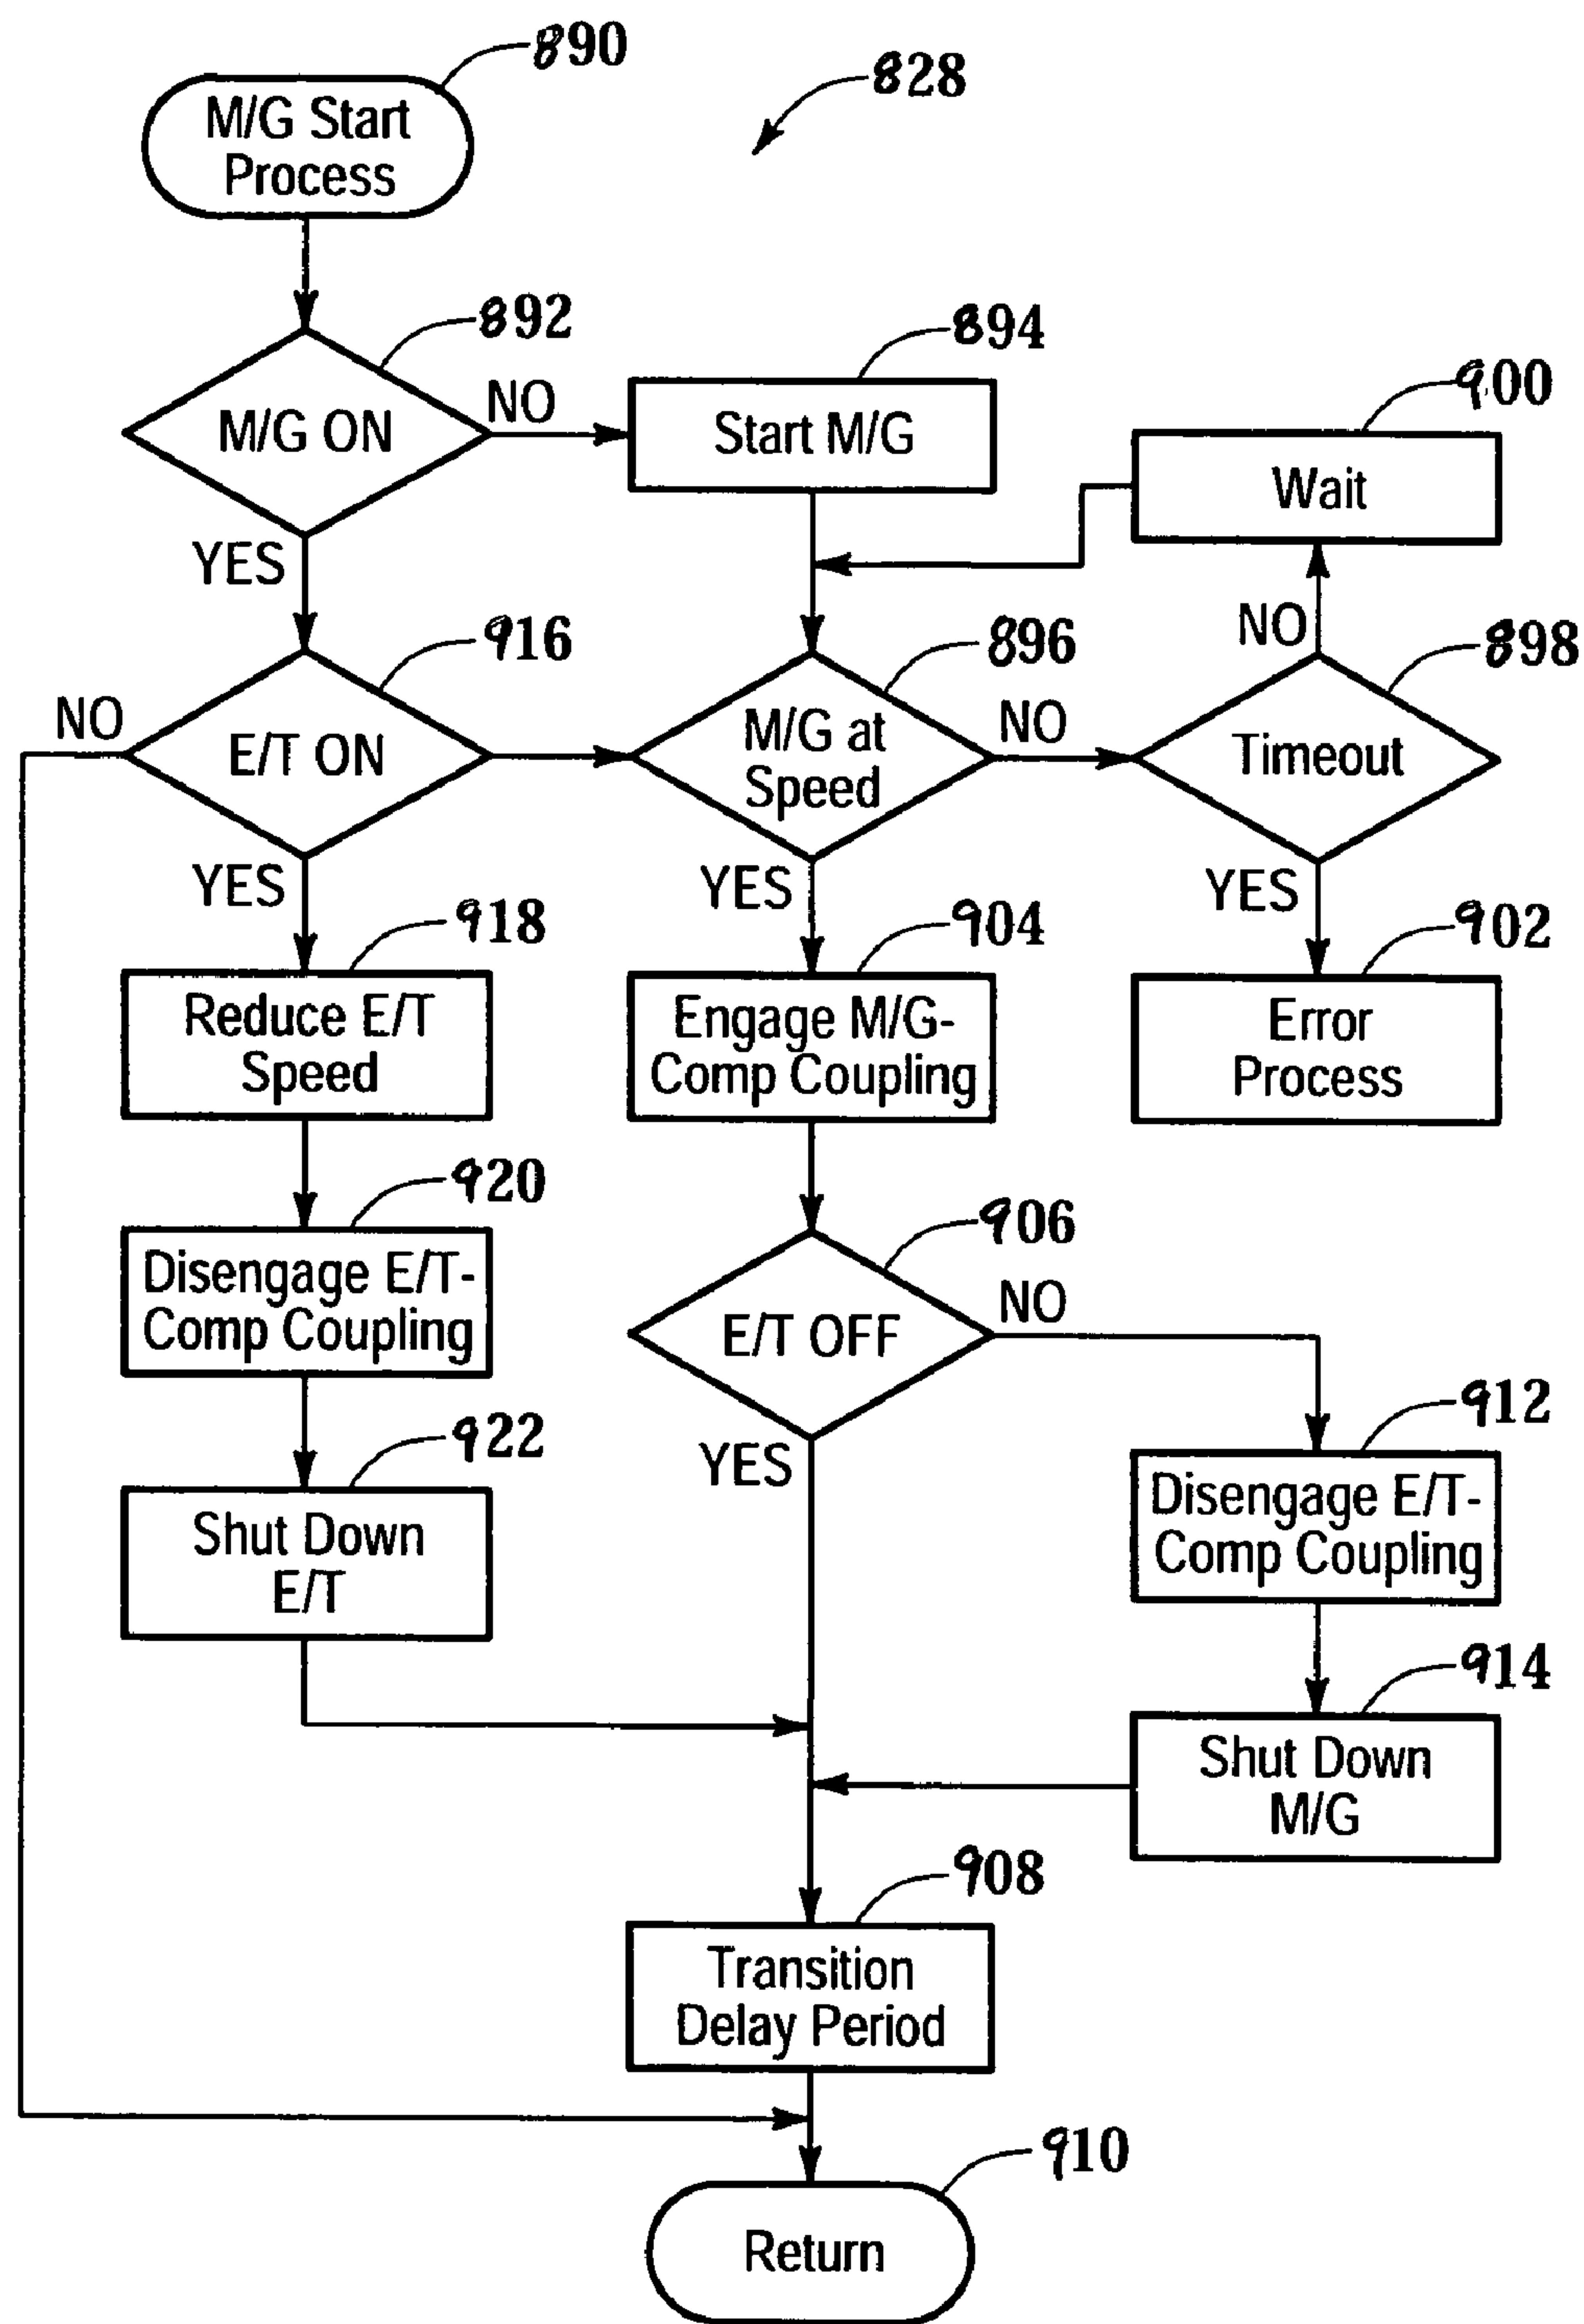 890
828
M/G Start
Process
892
894
900
M/G ON
NO
Start M/G
Wait
YES
916
896
NO
898
NO
E/T ON
M/G at
Speed
NO
Timeout
YES
YES
YES
918
904
902
Reduce E/T
Speed
Engage M/G-
Comp Coupling
Error
Process
920
906
Disengage E/T-
Comp Coupling
E/T OFF
NO
922
YES
912
Shut Down
E/T
Disengage E/T-
Comp Coupling
914
Shut Down
M/G
908
Transition
Delay Period
910
Return